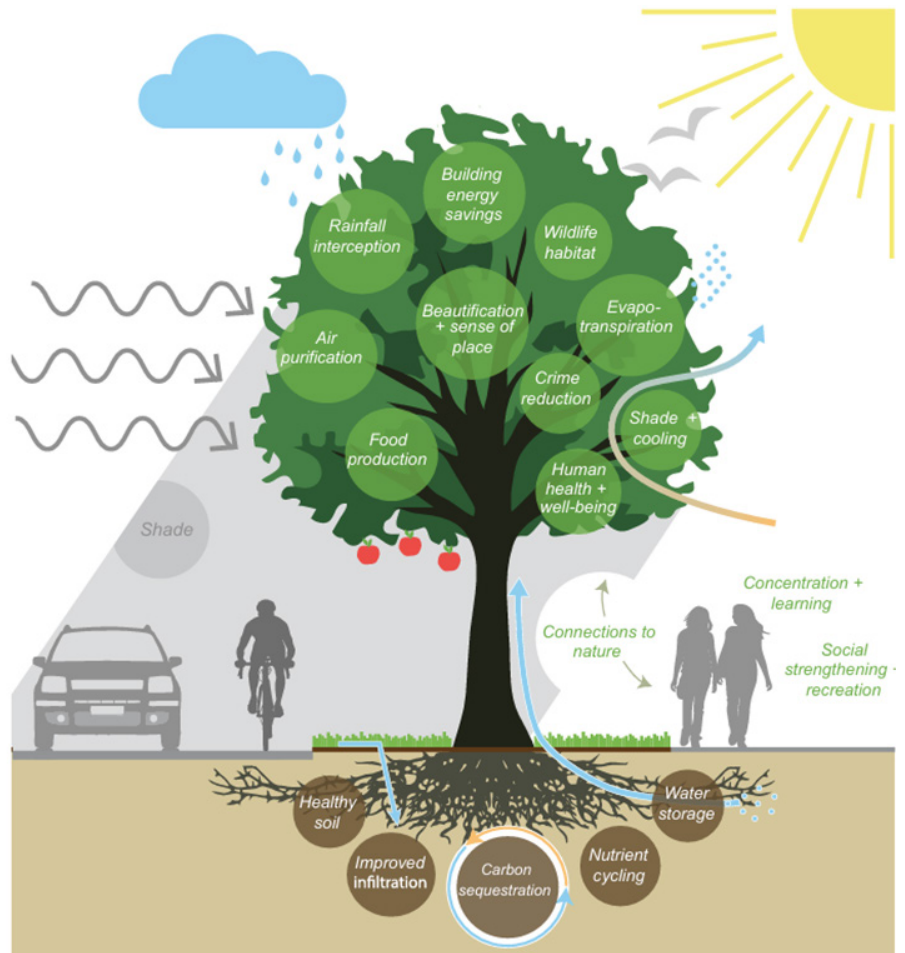 Building
energy
savings
Rainfall
interception
Wildlife
habitat
Beautification
+ sense of
place
Evapo-
transpiration
Air
purification
Crime
reduction
Shade +
cooling
Food
production
Human
health +
well-being
Shade
Concentration +
learning
Connections to
nature
Social
strengthening +
recreation
Healthy
soil
Water
storage
Improved
infiltration
Carbon
sequestration
Nutrient
cycling